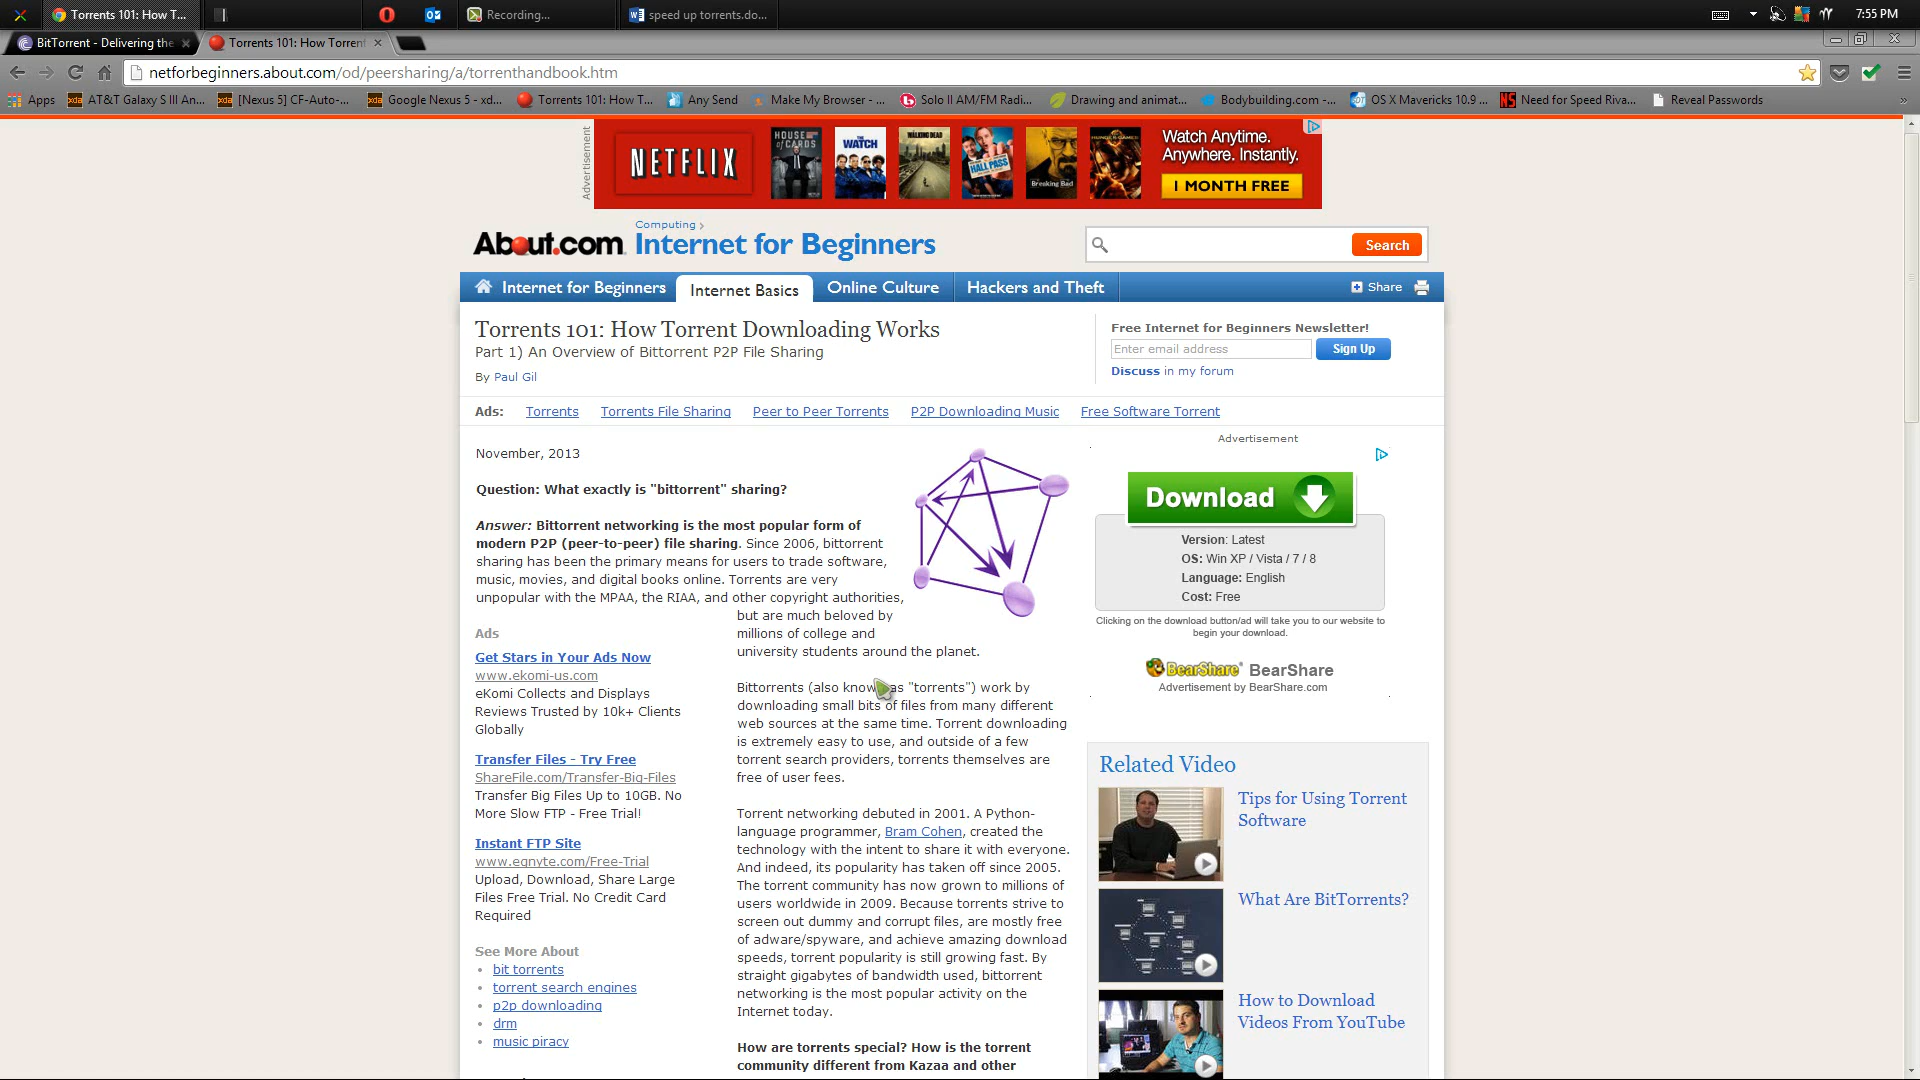 Torrents 101: How T...
Recording...
speed up torrents.do...
7:55 PM
BitTorrent - Delivering the
Torrents 101: How Torren
netforbeginners.about.com/od/peersharing/a/torrenthandbook.htm
Apps
AT&T Galaxy S III An...
[Nexus 5] CF-Auto-...
Google Nexus 5 - xd...
Torrents 101: How T...
Any Send
Make My Browser - ...
Solo II AM/FM Radi...
Drawing and animat...
Bodybuilding.com -...
OS X Mavericks 10.9 ...
Need for Speed Riva...
Reveal Passwords
Advertisement
NETFLIX
HOUSE of CARDS
THE WATCH
WALKING DEAD
HALL PASS
Breaking Bad
HUNGER GAMES
Watch Anytime.
Anywhere. Instantly.
1 MONTH FREE
Computing ›
About.com
Internet for Beginners
Search
Internet for Beginners
Internet Basics
Online Culture
Hackers and Theft
Share
Torrents 101: How Torrent Downloading Works
Part 1) An Overview of Bittorrent P2P File Sharing
By Paul Gil
Free Internet for Beginners Newsletter!
Enter email address
Sign Up
Discuss in my forum
Ads:
Torrents
Torrents File Sharing
Peer to Peer Torrents
P2P Downloading Music
Free Software Torrent
November, 2013
Question: What exactly is "bittorrent" sharing?
Answer: Bittorrent networking is the most popular form of
modern P2P (peer-to-peer) file sharing. Since 2006, bittorrent
sharing has been the primary means for users to trade software,
music, movies, and digital books online. Torrents are very
unpopular with the MPAA, the RIAA, and other copyright authorities,
but are much beloved by
millions of college and
university students around the planet.
Bittorrents (also known as "torrents") work by
downloading small bits of files from many different
web sources at the same time. Torrent downloading
is extremely easy to use, and outside of a few
torrent search providers, torrents themselves are
free of user fees.
Torrent networking debuted in 2001. A Python-
language programmer, Bram Cohen, created the
technology with the intent to share it with everyone.
And indeed, its popularity has taken off since 2005.
The torrent community has now grown to millions of
users worldwide in 2009. Because torrents strive to
screen out dummy and corrupt files, are mostly free
of adware/spyware, and achieve amazing download
speeds, torrent popularity is still growing fast. By
straight gigabytes of bandwidth used, bittorrent
networking is the most popular activity on the
Internet today.
How are torrents special? How is the torrent
community different from Kazaa and other
Ads
Get Stars in Your Ads Now
www.ekomi-us.com
eKomi Collects and Displays
Reviews Trusted by 10k+ Clients
Globally
Transfer Files - Try Free
ShareFile.com/Transfer-Big-Files
Transfer Big Files Up to 10GB. No
More Slow FTP - Free Trial!
Instant FTP Site
www.egnyte.com/Free-Trial
Upload, Download, Share Large
Files Free Trial. No Credit Card
Required
See More About
bit torrents
torrent search engines
p2p downloading
drm
music piracy
Advertisement
Download
Version: Latest
OS: Win XP / Vista / 7 / 8
Language: English
Cost: Free
Clicking on the download button/ad will take you to our website to
begin your download.
BearShare BearShare
Advertisement by BearShare.com
Related Video
Tips for Using Torrent
Software
What Are BitTorrents?
How to Download
Videos From YouTube